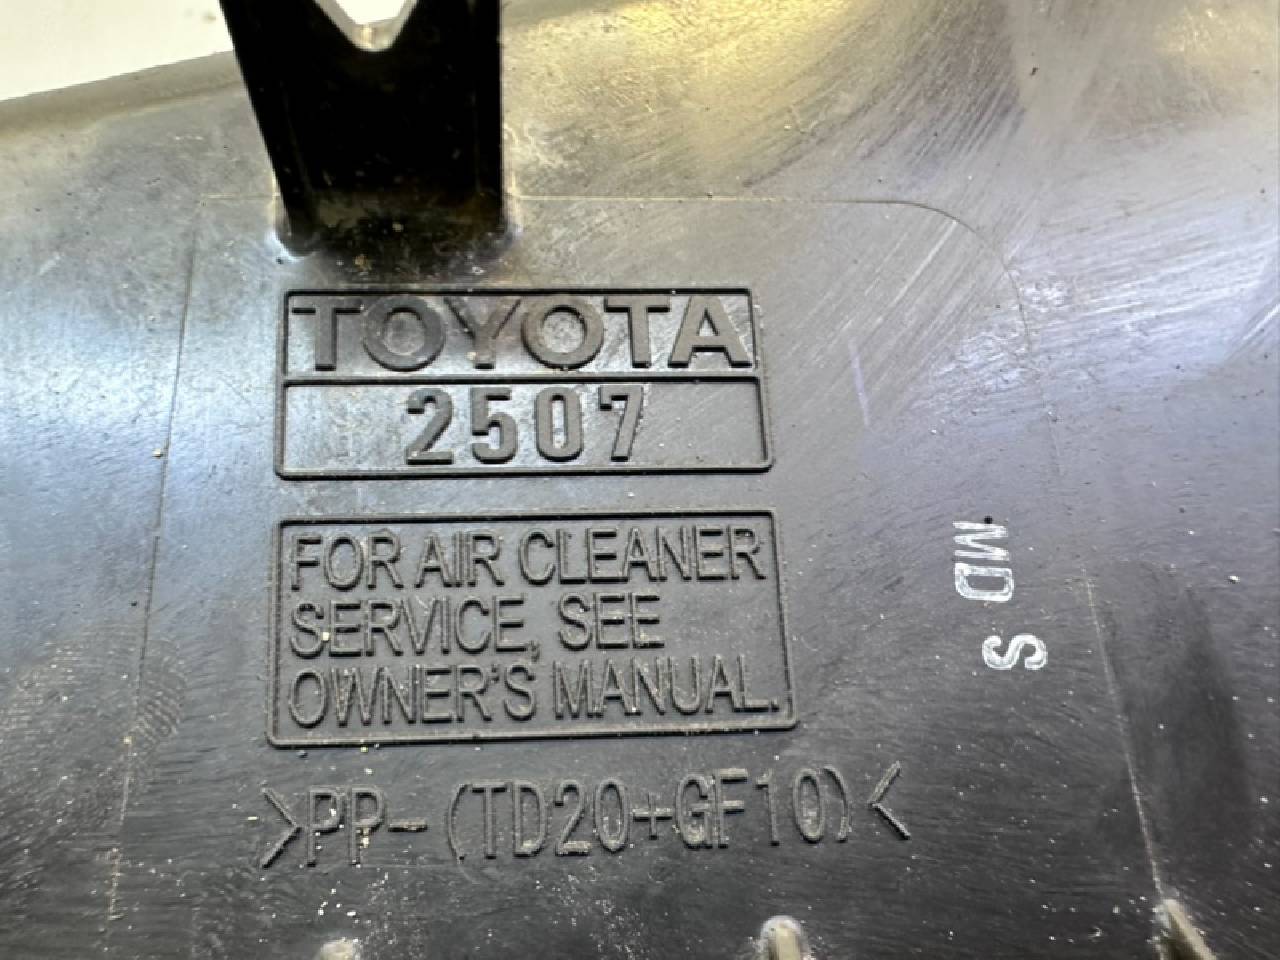 TOYOTA
2507
FOR AIR CLEANER
SERVICE, SEE
OWNER'S MANUAL.
>PP-(TD20+GF10)<
MD S